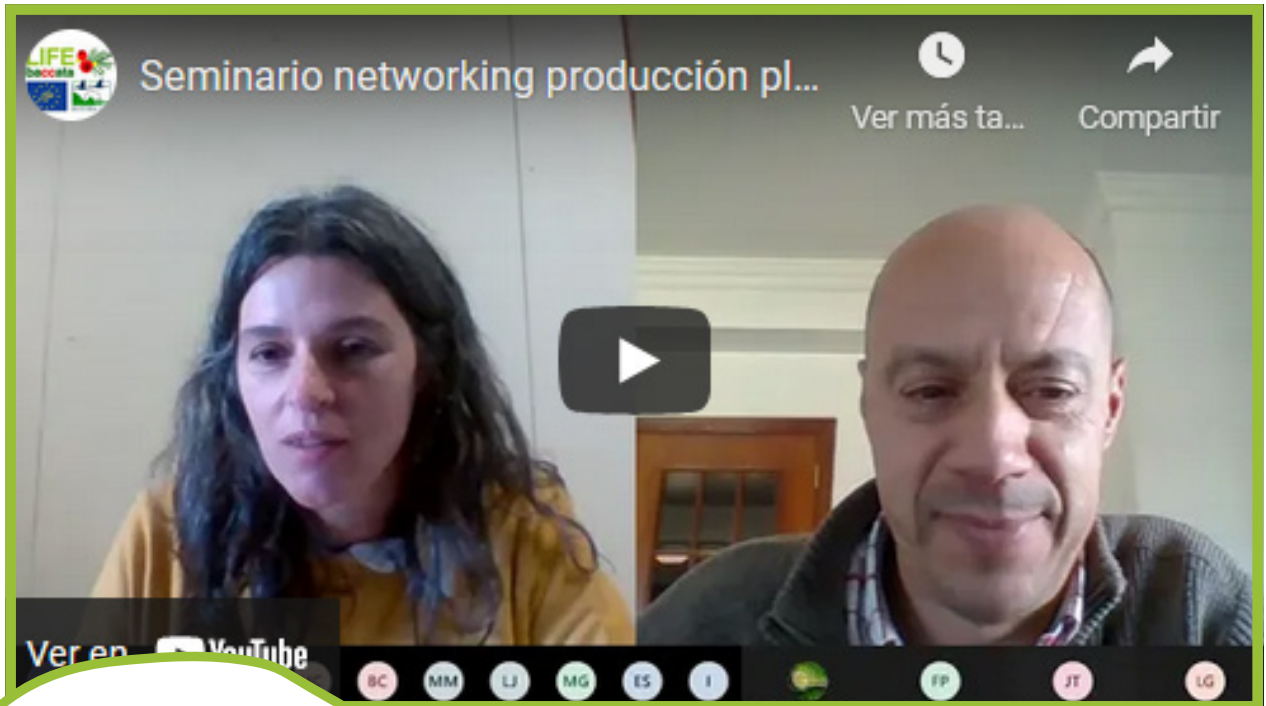 LIFE
baccata
Seminario networking producción pl...
Ver más ta...
Compartir
Ver en YouTube
BC MM LJ MG ES I FP JT LG